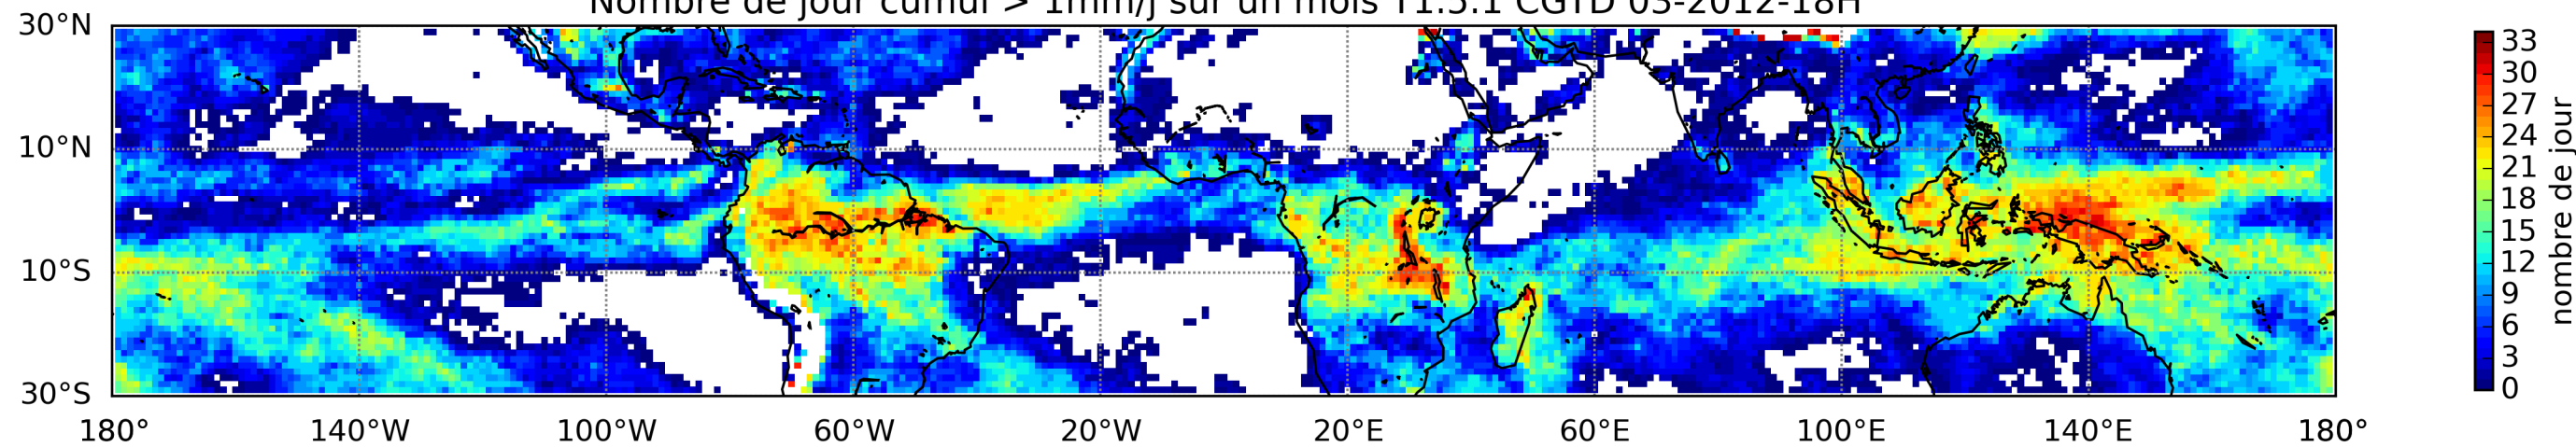 Nombre de jour cumul > 1mm/j sur un mois T1.5.1 CGTD 03-2012-18H
30°N
10°N
10°S
30°S
180° 140°W 100°W 60°W 20°W 20°E 60°E 100°E 140°E 180°
33
30
27
24
21
18
15
12
9
6
3
0
nombre de jour